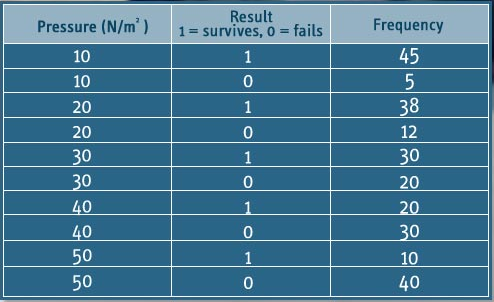 Pressure (N/m²) Result Frequency
1 = survives, 0 = fails
10 1 45
10 0 5
20 1 38
20 0 12
30 1 30
30 0 20
40 1 20
40 0 30
50 1 10
50 0 40